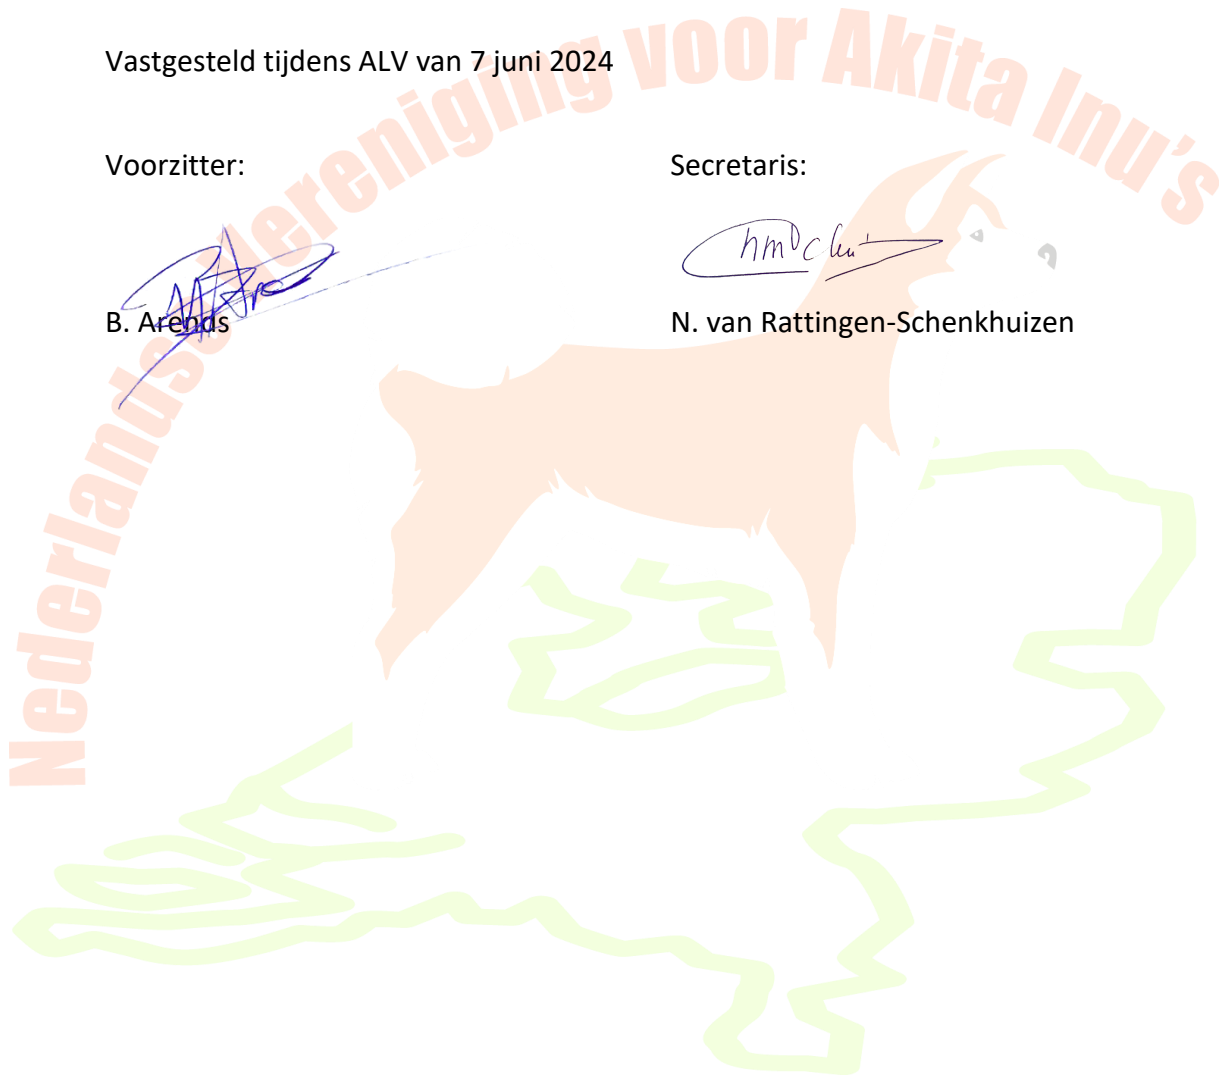 Nederlandse Vereniging voor Akita Inu's
Vastgesteld tijdens ALV van 7 juni 2024
Voorzitter: Secretaris:
B. Arends N. van Rattingen-Schenkhuizen